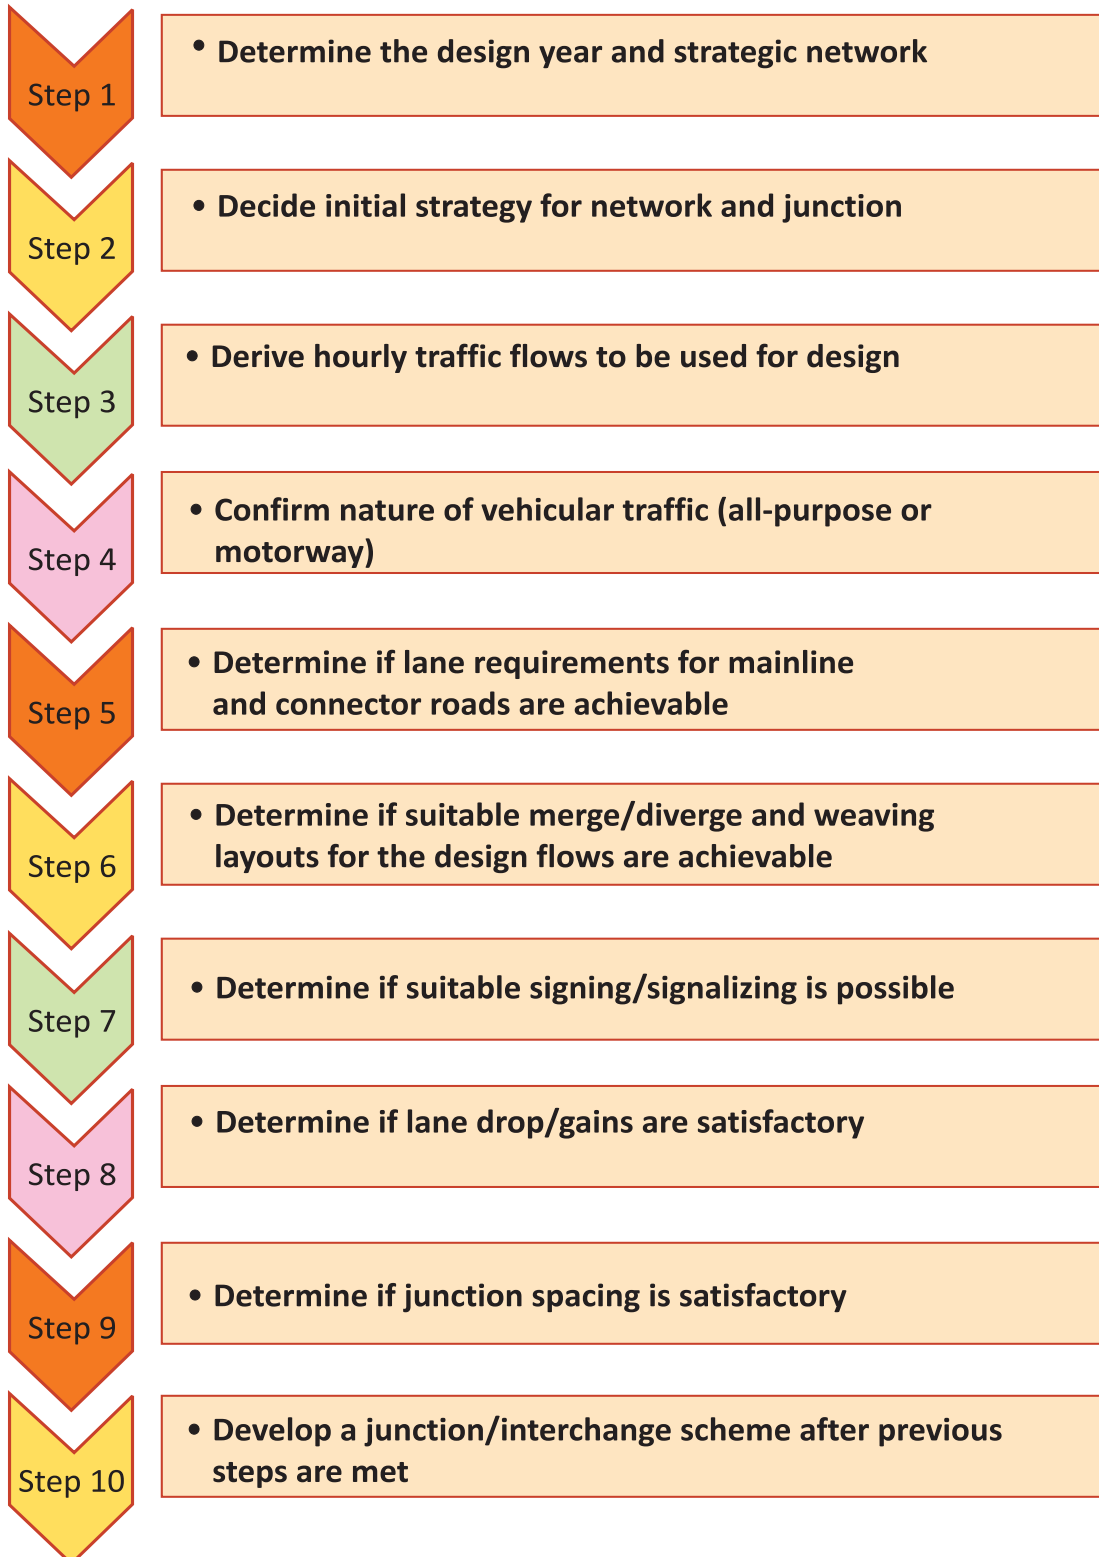 Step 1
• Determine the design year and strategic network
Step 2
• Decide initial strategy for network and junction
Step 3
• Derive hourly traffic flows to be used for design
Step 4
• Confirm nature of vehicular traffic (all-purpose or
motorway)
Step 5
• Determine if lane requirements for mainline
and connector roads are achievable
Step 6
• Determine if suitable merge/diverge and weaving
layouts for the design flows are achievable
Step 7
• Determine if suitable signing/signalizing is possible
Step 8
• Determine if lane drop/gains are satisfactory
Step 9
• Determine if junction spacing is satisfactory
Step 10
• Develop a junction/interchange scheme after previous
steps are met